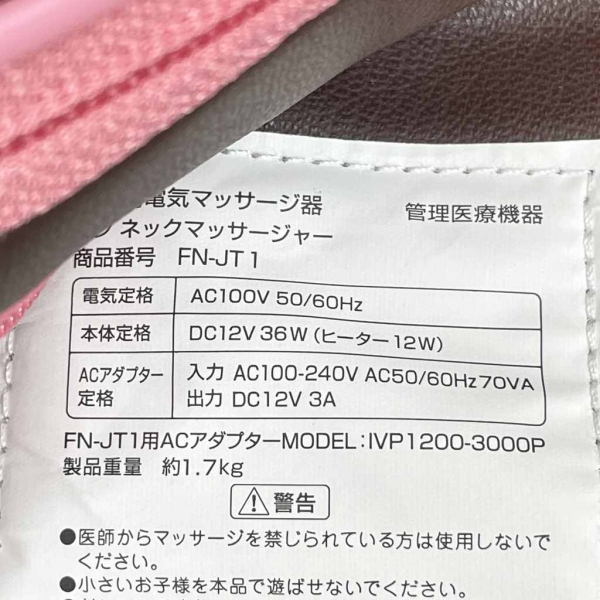 電気マッサージ器 管理医療機器
ネックマッサージャー
商品番号 FN-JT1
電気定格 AC100V 50/60Hz
本体定格 DC12V 36W(ヒーター12W)
ACアダプター定格 入力 AC100-240V AC50/60Hz70VA
出力 DC12V 3A
FN-JT1用ACアダプターMODEL:IVP1200-3000P
製品重量 約1.7kg
⚠警告
●医師からマッサージを禁じられている方は使用しないで
ください。
●小さいお子様を本品で遊ばせないでください。